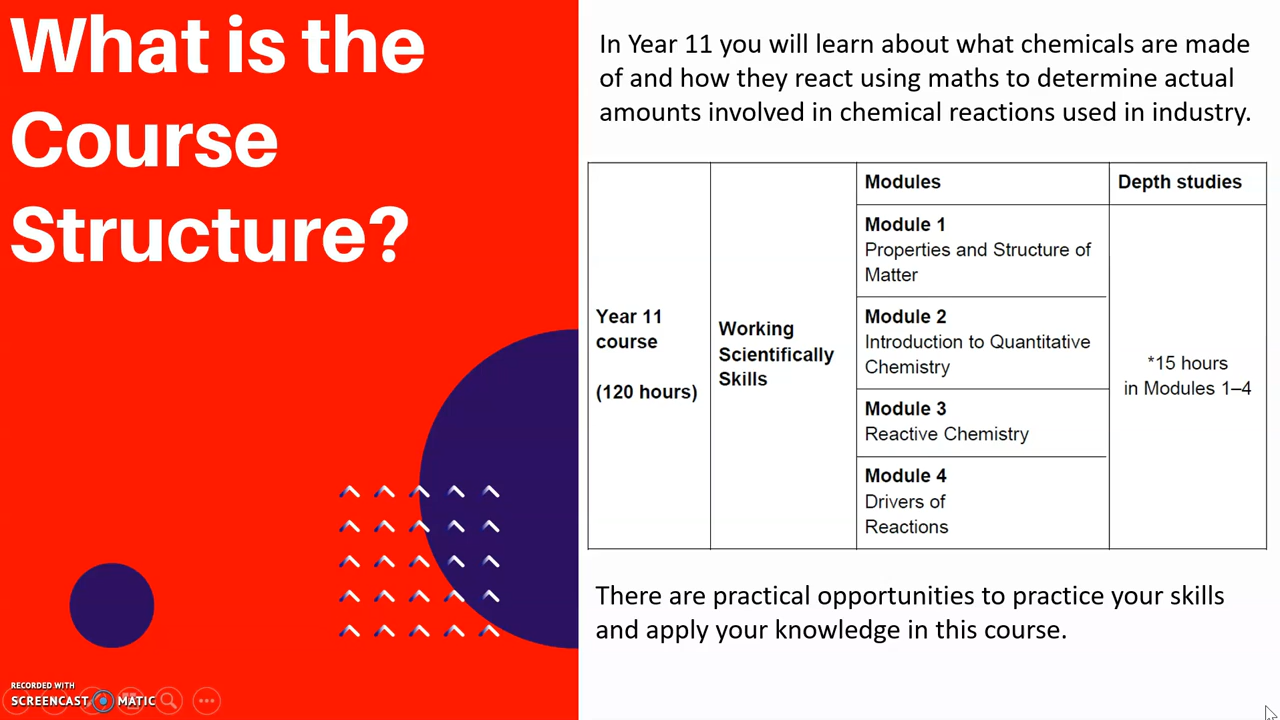 What is the
Course
Structure?
In Year 11 you will learn about what chemicals are made
of and how they react using maths to determine actual
amounts involved in chemical reactions used in industry.
Year 11
course
(120 hours)
Working
Scientifically
Skills
Modules
Module 1
Properties and Structure of
Matter
Module 2
Introduction to Quantitative
Chemistry
Module 3
Reactive Chemistry
Module 4
Drivers of
Reactions
Depth studies
*15 hours
in Modules 1–4
There are practical opportunities to practice your skills
and apply your knowledge in this course.
RECORDED WITH
SCREENCAST MATIC